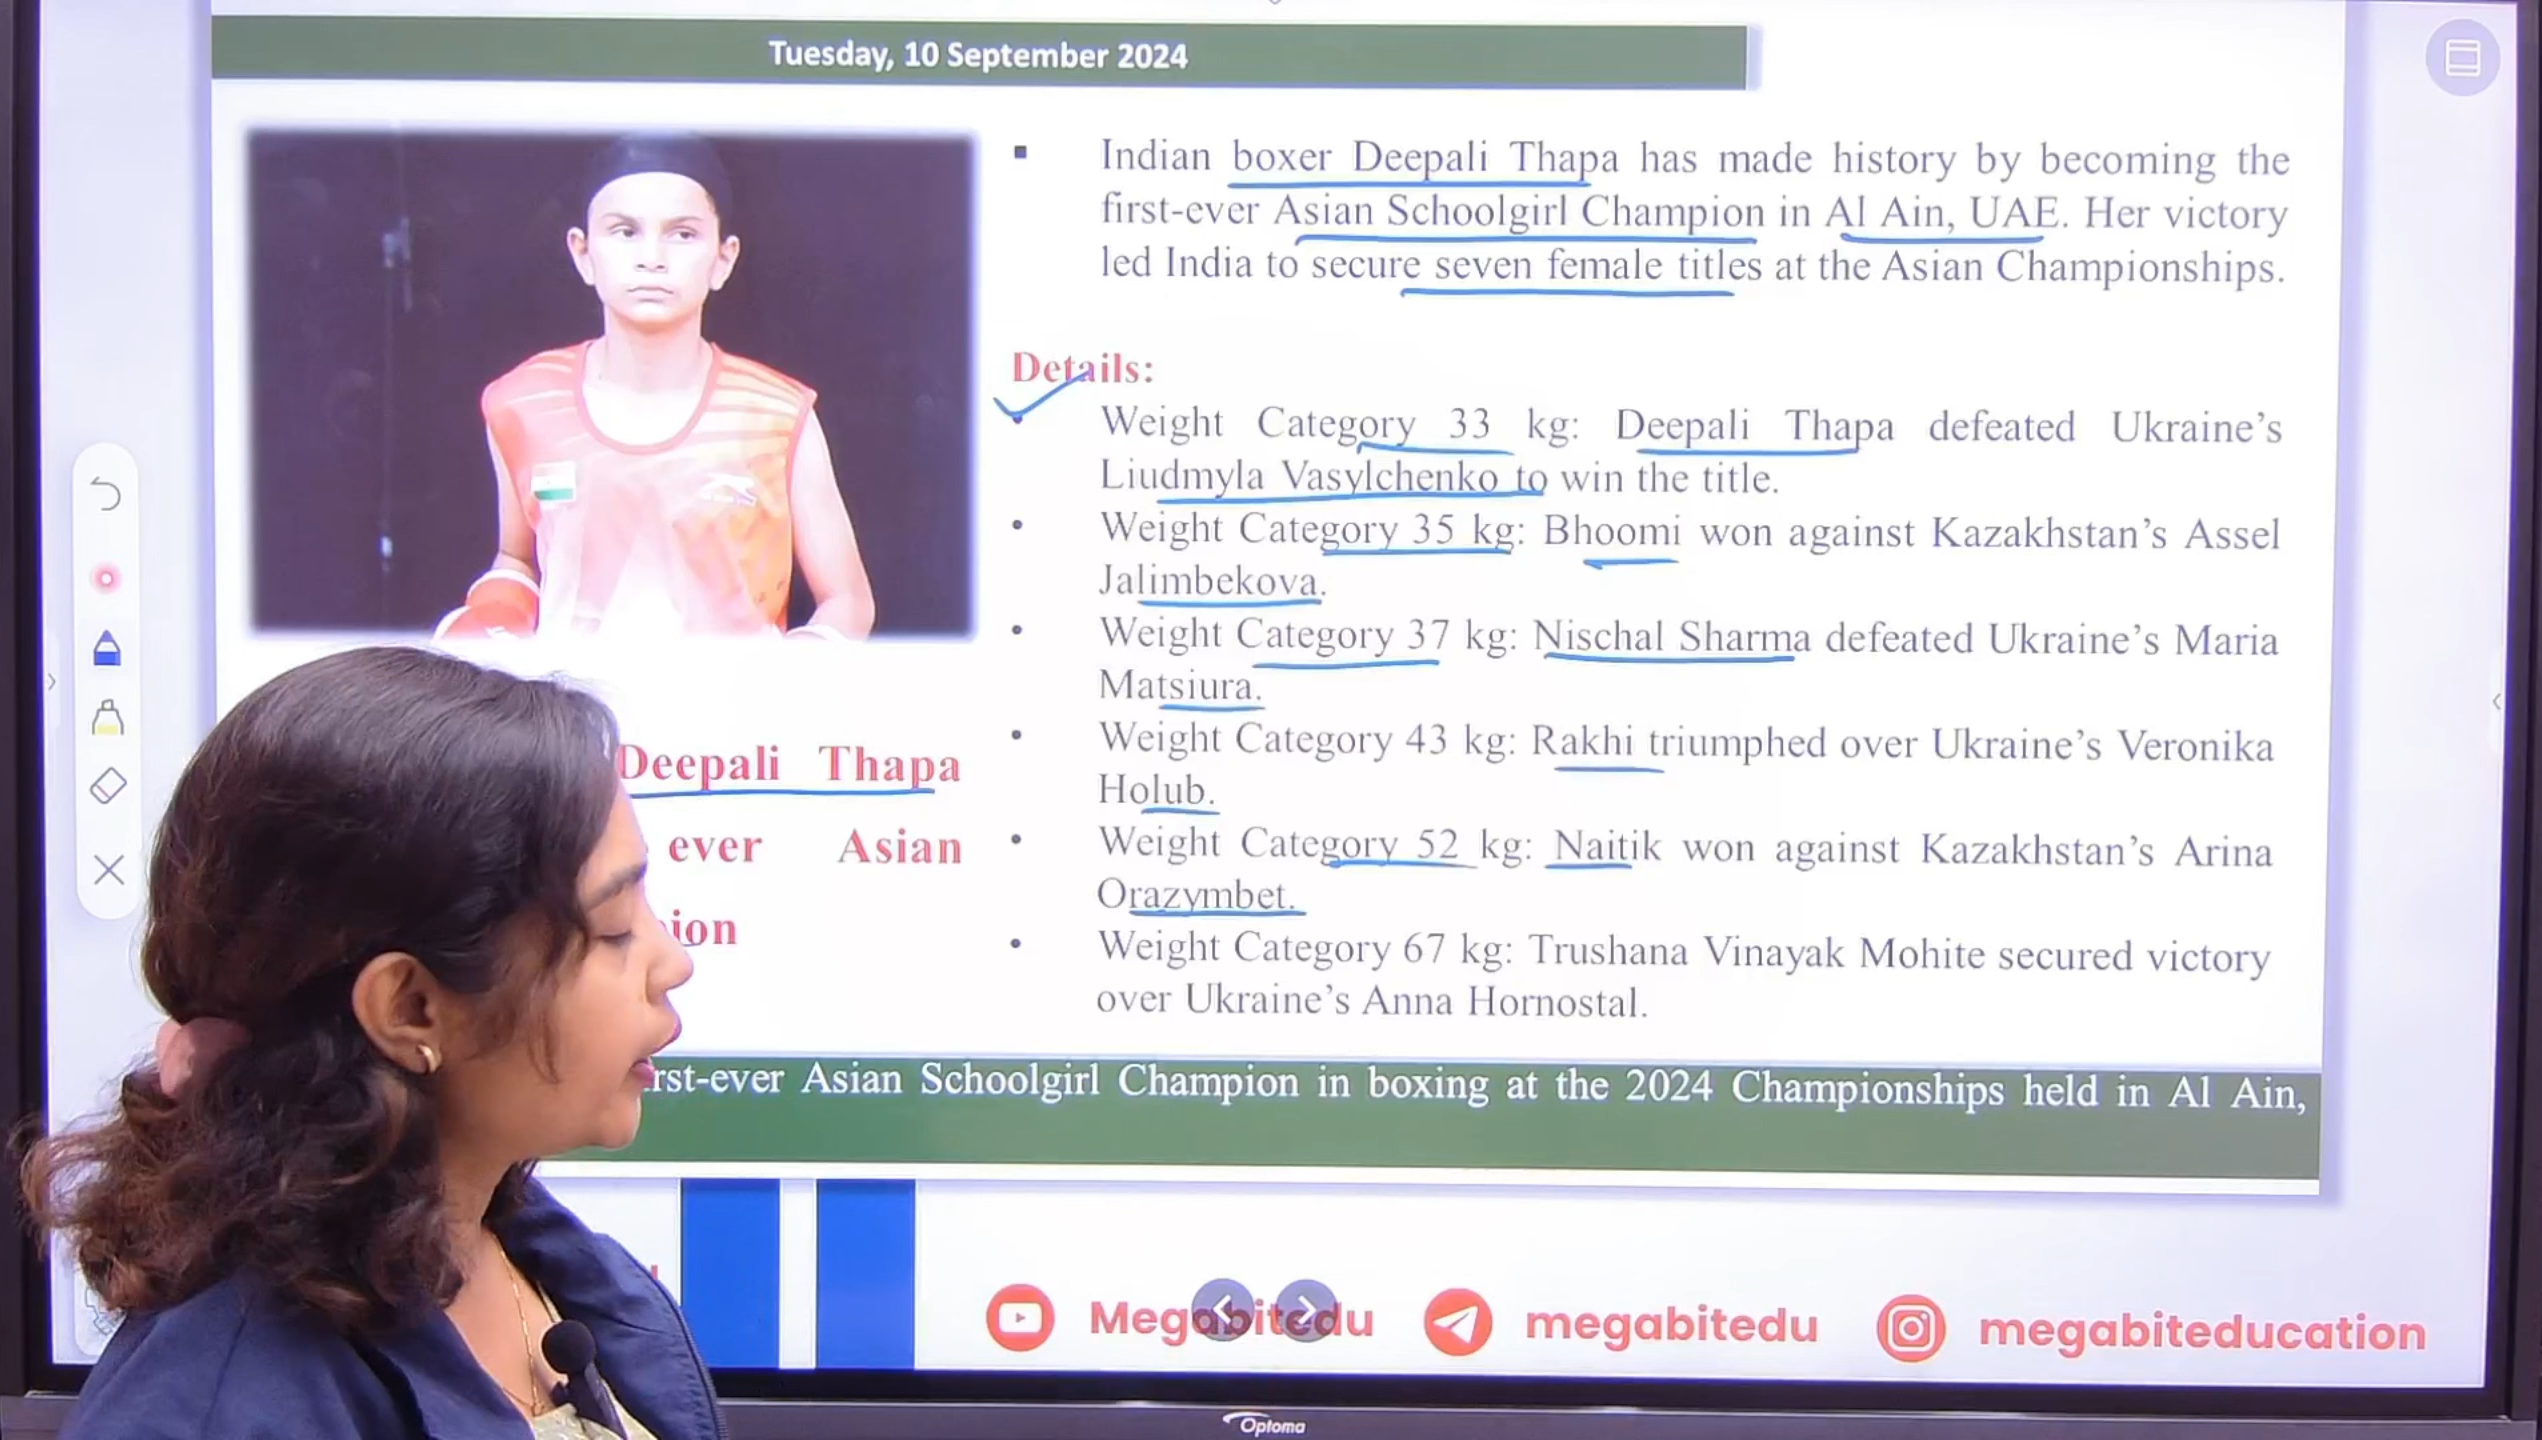 Tuesday, 10 September 2024
Indian boxer Deepali Thapa has made history by becoming the
first-ever Asian Schoolgirl Champion in Al Ain, UAE. Her victory
led India to secure seven female titles at the Asian Championships.
Details:
Weight Category 33 kg: Deepali Thapa defeated Ukraine’s
Liudmyla Vasylchenko to win the title.
Weight Category 35 kg: Bhoomi won against Kazakhstan’s Assel
Jalimbekova.
Weight Category 37 kg: Nischal Sharma defeated Ukraine’s Maria
Matsiura.
Weight Category 43 kg: Rakhi triumphed over Ukraine’s Veronika
Holub.
Weight Category 52 kg: Naitik won against Kazakhstan’s Arina
Orazymbet.
Weight Category 67 kg: Trushana Vinayak Mohite secured victory
over Ukraine’s Anna Hornostal.
Deepali Thapa
ever Asian
ion
rst-ever Asian Schoolgirl Champion in boxing at the 2024 Championships held in Al Ain,
Megabitedu megabitedu megabiteducation
Optoma